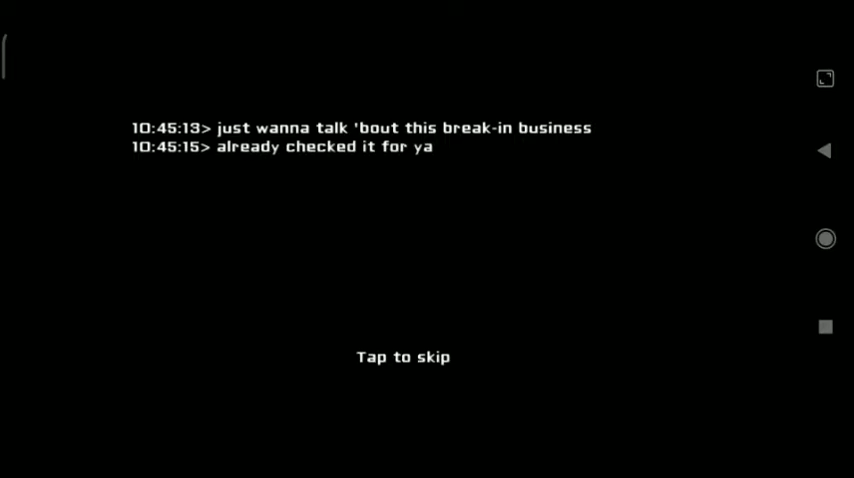 10:45:13> just wanna talk 'bout this break-in business
10:45:15> already checked it for ya
Tap to skip